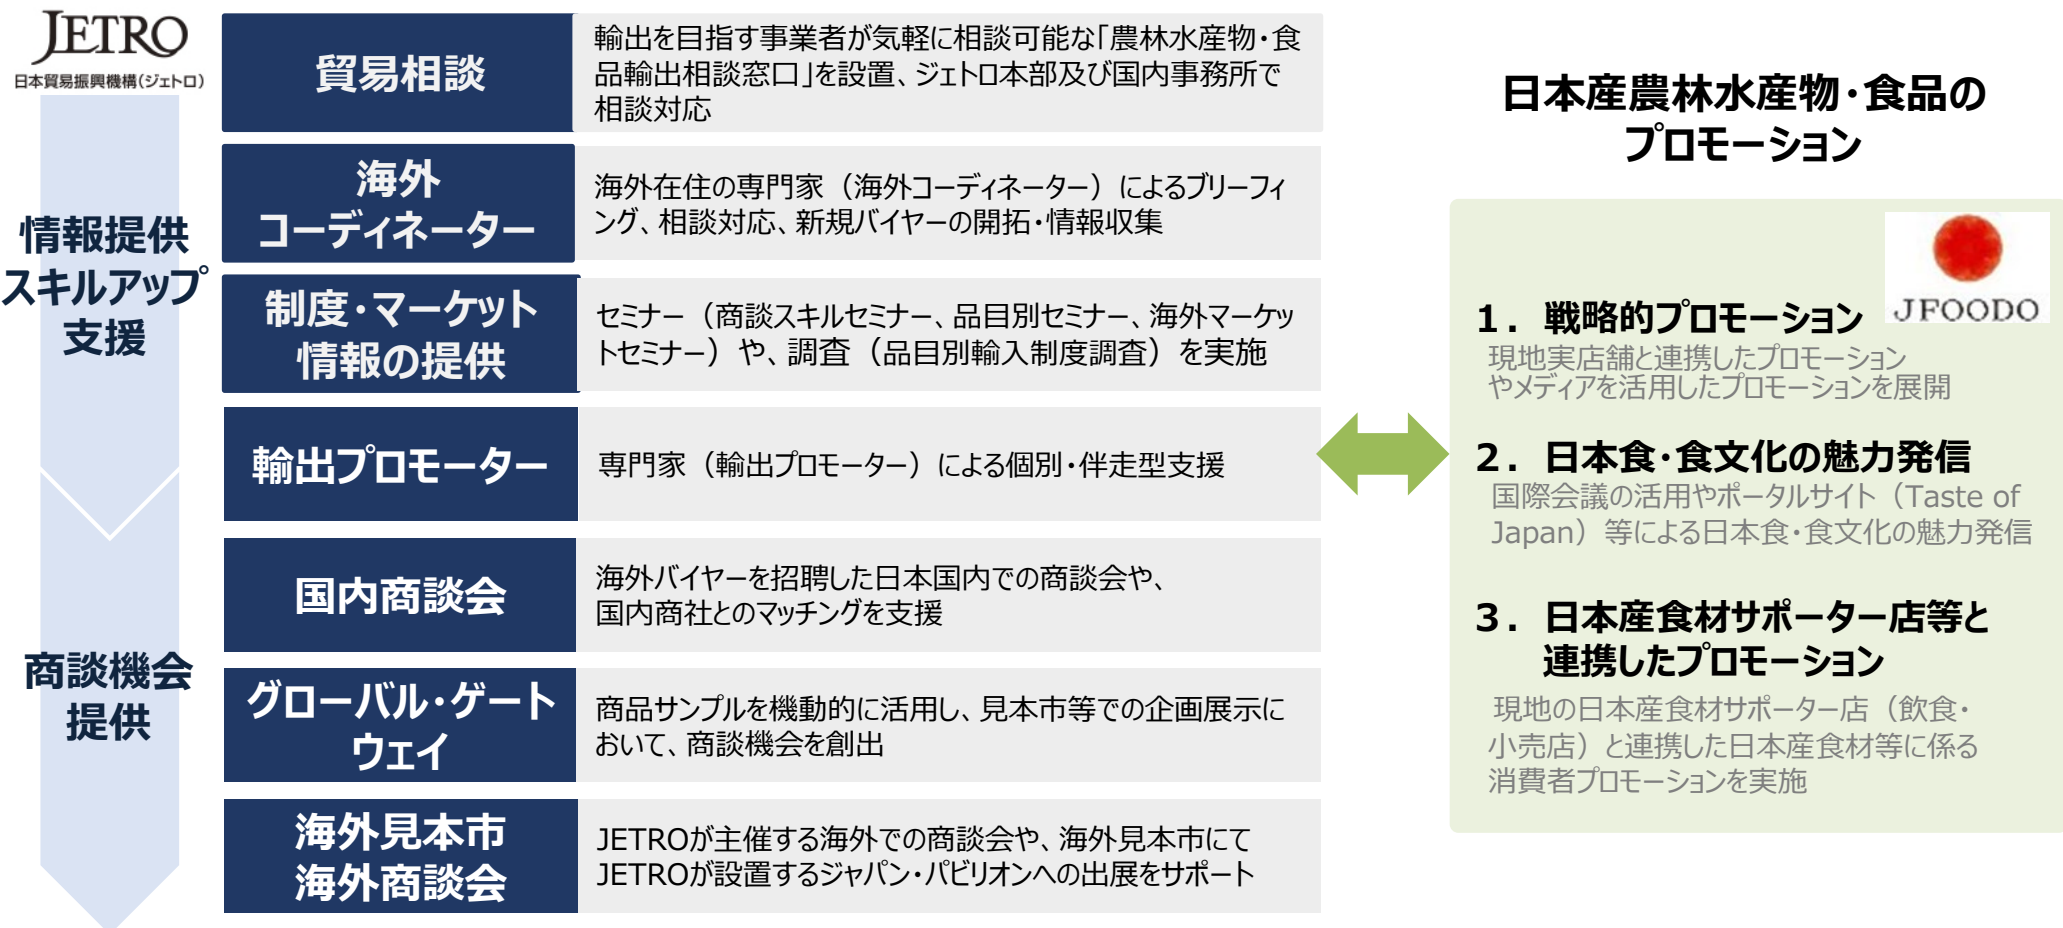 JETRO
日本貿易振興機構(ジェトロ)
情報提供
スキルアップ
支援
商談機会
提供
貿易相談
輸出を目指す事業者が気軽に相談可能な｢農林水産物･食
品輸出相談窓口｣を設置、ジェトロ本部及び国内事務所で
相談対応
海外
コーディネーター
海外在住の専門家（海外コーディネーター）によるブリーフィ
ング、相談対応、新規バイヤーの開拓･情報収集
制度･マーケット
情報の提供
セミナー（商談スキルセミナー、品目別セミナー、海外マーケッ
トセミナー）や、調査（品目別輸入制度調査）を実施
輸出プロモーター
専門家（輸出プロモーター）による個別･伴走型支援
国内商談会
海外バイヤーを招聘した日本国内での商談会や、
国内商社とのマッチングを支援
グローバル･ゲート
ウェイ
商品サンプルを機動的に活用し、見本市等での企画展示に
おいて、商談機会を創出
海外見本市
海外商談会
JETROが主催する海外での商談会や、海外見本市にて
JETROが設置するジャパン･パビリオンへの出展をサポート
日本産農林水産物･食品の
プロモーション
JFOODO
１．戦略的プロモーション
現地実店舗と連携したプロモーション
やメディアを活用したプロモーションを展開
２．日本食･食文化の魅力発信
国際会議の活用やポータルサイト（Taste of
Japan）等による日本食･食文化の魅力発信
３．日本産食材サポーター店等と
連携したプロモーション
現地の日本産食材サポーター店（飲食･
小売店）と連携した日本産食材等に係る
消費者プロモーションを実施